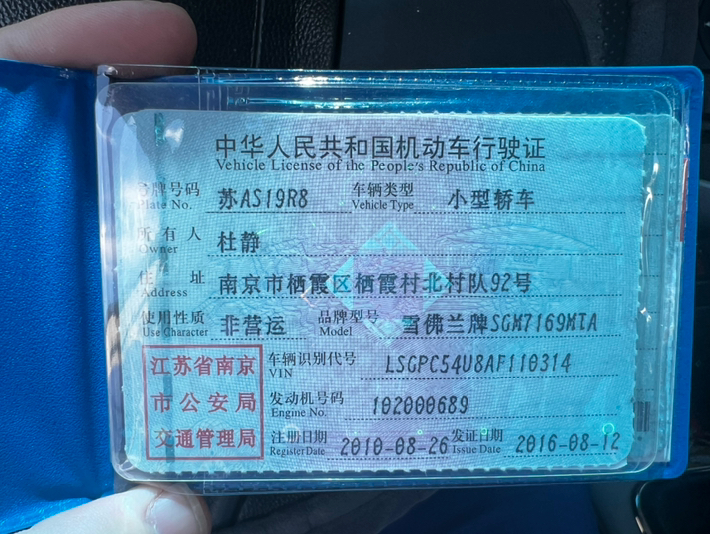 中华人民共和国机动车行驶证
Vehicle License of the People's Republic of China
号牌号码 苏AS19R8 车辆类型 小型轿车
Plate No. Vehicle Type
所有人 杜静
Owner
住址 南京市栖霞区栖霞村北村队92号
Address
使用性质 非营运 品牌型号 雪佛兰牌SGM7169MTA
Use Character Model
江苏省南京
市公安局
交通管理局
车辆识别代号 LSGPC54U8AF110314
VIN
发动机号码 102000689
Engine No.
注册日期 2010-08-26 发证日期 2016-08-12
Register Date Issue Date